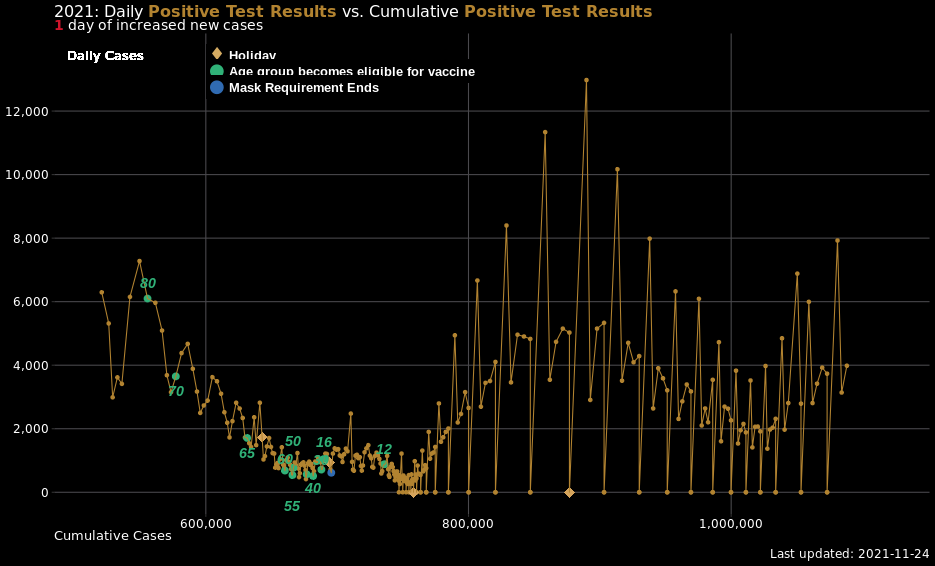 2021: Daily Positive Test Results vs. Cumulative Positive Test Results
1 day of increased new cases
Daily Cases
Holiday
Age group becomes eligible for vaccine
Mask Requirement Ends
12,000
10,000
8,000
6,000
4,000
2,000
0
80
70
65
50
60
16
12
40
55
600,000
800,000
1,000,000
Cumulative Cases
Last updated: 2021-11-24